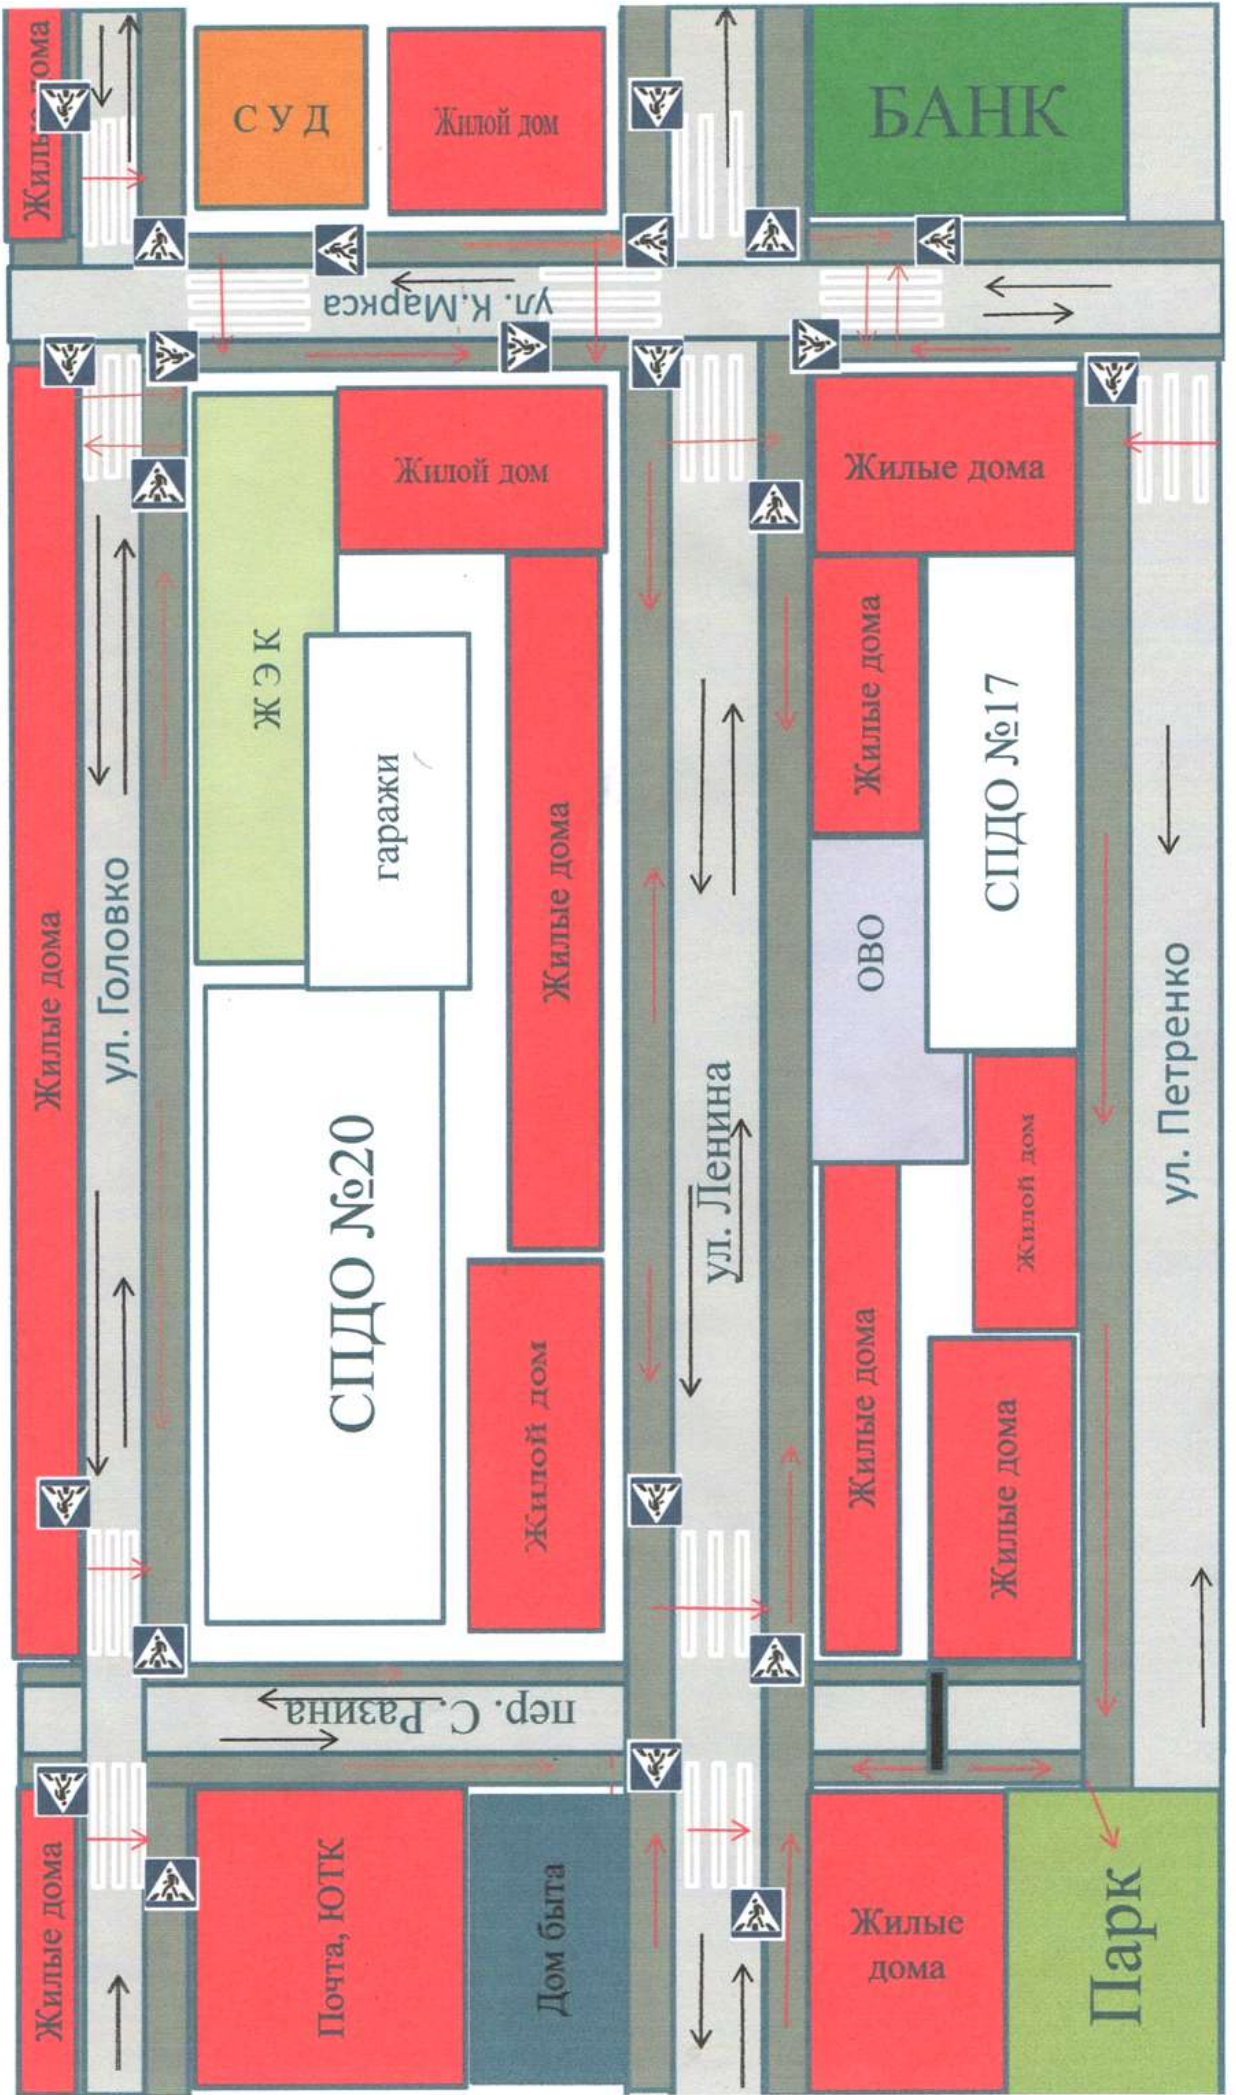 Жилые дома
Жилые дома
Жилые дома
ул. Головко
Почта, ЮТК
СПДО №20
ЖЭК
СУД
гаражи
Жилой дом
Жилой дом
пер. С. Разина
ул. К.Маркса
Дом быта
Жилой дом
Жилые дома
ул. Ленина
Жилые
дома
Жилые дома
ОВО
Жилые дома
Жилые дома
БАНК
Жилые дома
Жилой дом
СПДО №17
Парк
ул. Петренко